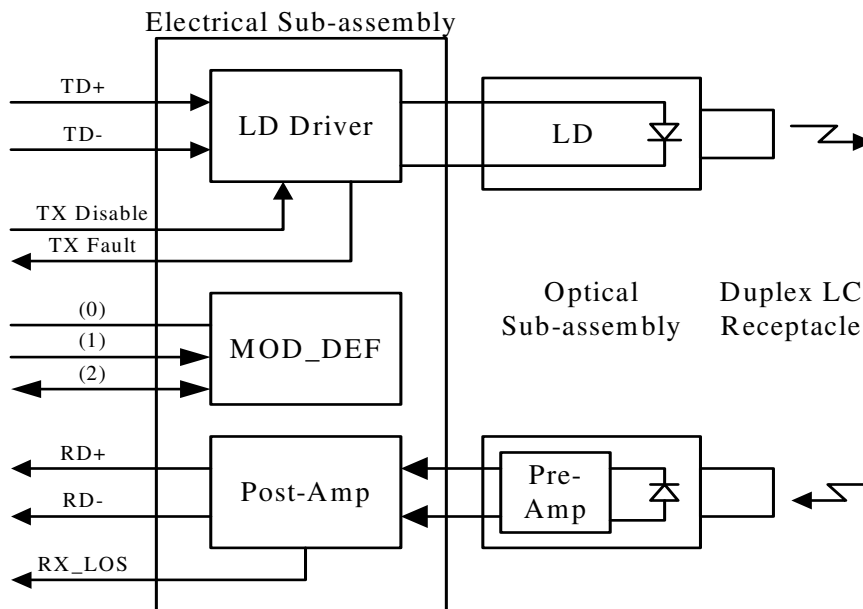 Electrical Sub-assembly
TD+
LD Driver
LD
TD-
TX Disable
TX Fault
Optical
Sub-assembly
Duplex LC
Receptacle
(0)
(1)
MOD_DEF
(2)
RD+
Post-Amp
Pre-
Amp
RD-
RX_LOS